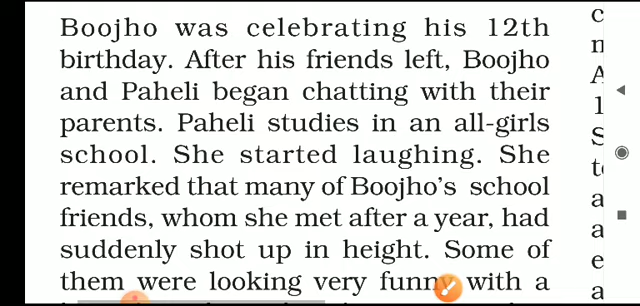 Boojho was celebrating his 12th
birthday. After his friends left, Boojho
and Paheli began chatting with their
parents. Paheli studies in an all-girls
school. She started laughing. She
remarked that many of Boojho's school
friends, whom she met after a year, had
suddenly shot up in height. Some of
them were looking very funny with a